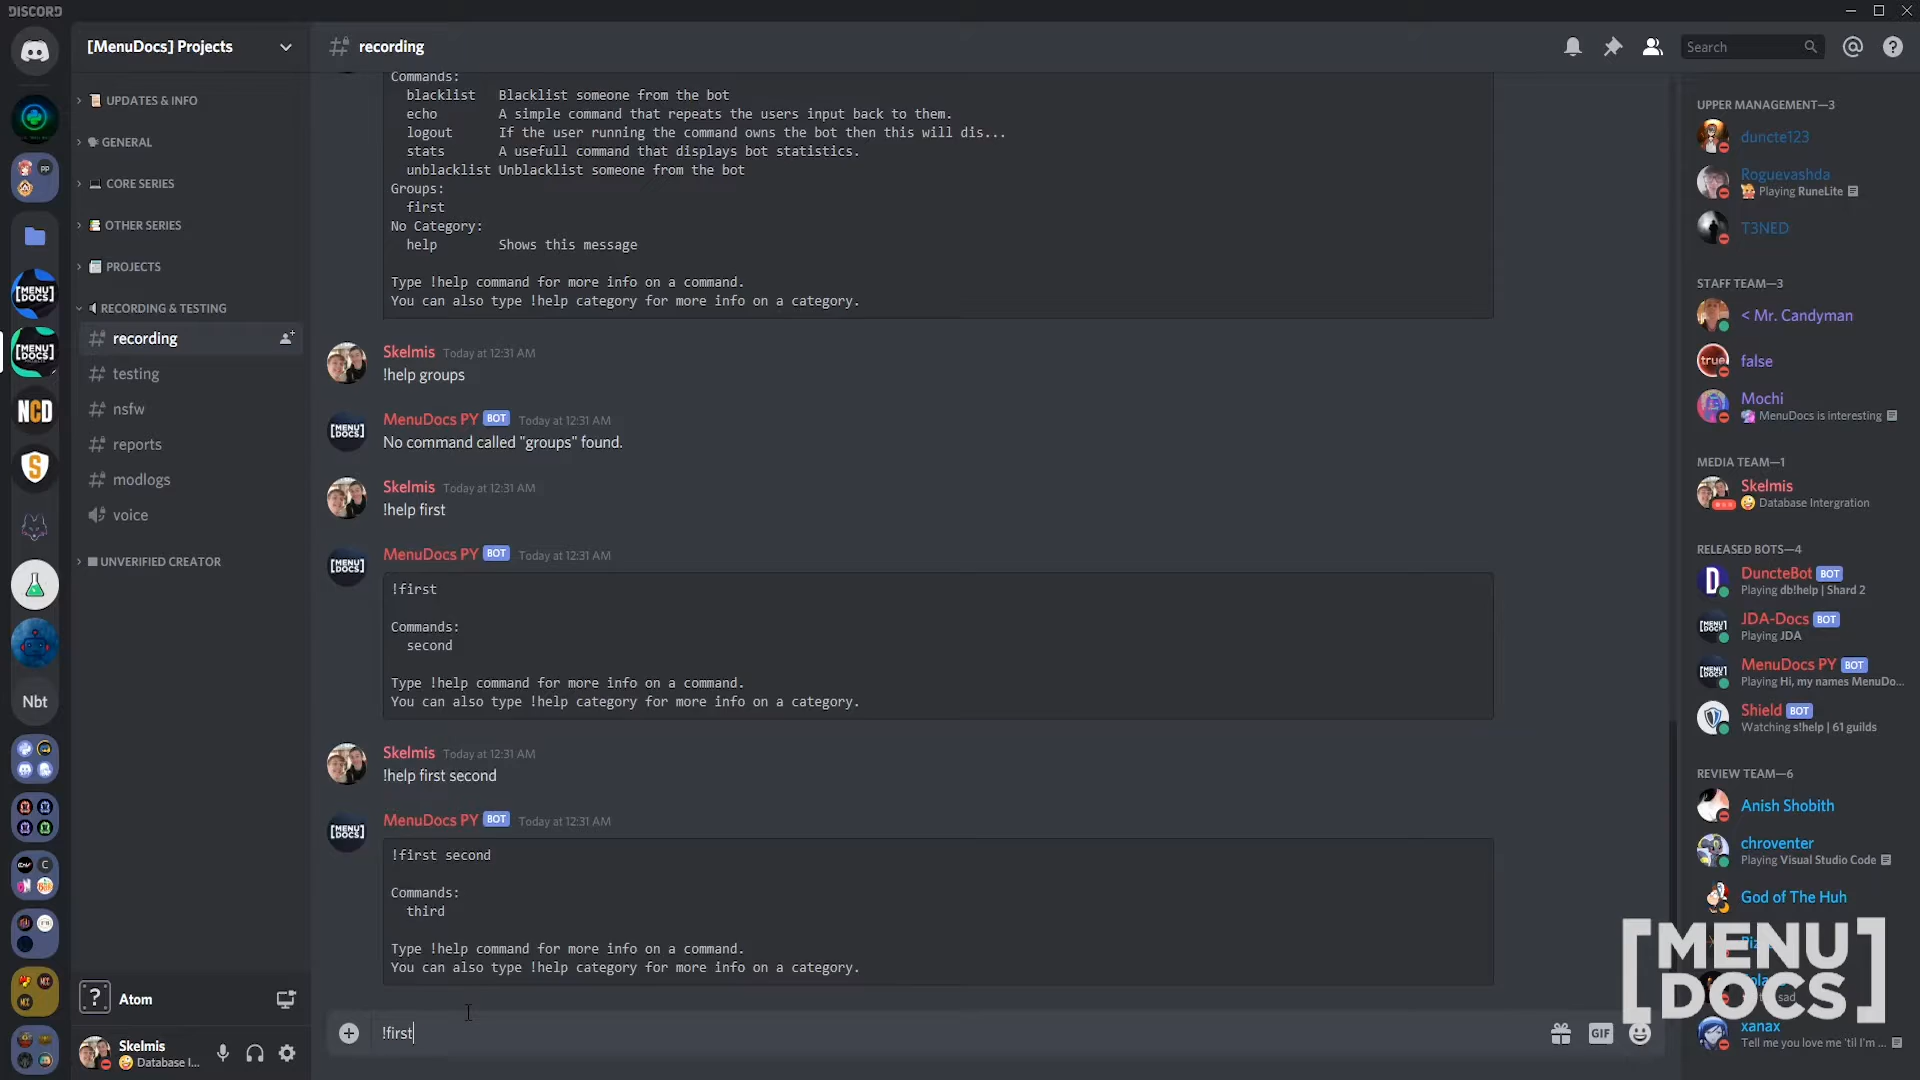 DISCORD
[MenuDocs] Projects
recording
Search
UPDATES & INFO
GENERAL
CORE SERIES
OTHER SERIES
PROJECTS
RECORDING & TESTING
recording
testing
nsfw
reports
modlogs
voice
UNVERIFIED CREATOR
[MENU DOCS]
[MENU DOCS]
NCD
S
Nbt
PP
Atom
Skelmis
Database I...
Commands:
blacklist Blacklist someone from the bot
echo A simple command that repeats the users input back to them.
logout If the user running the command owns the bot then this will dis...
stats A usefull command that displays bot statistics.
unblacklist Unblacklist someone from the bot
Groups:
first
No Category:
help Shows this message
Type !help command for more info on a command.
You can also type !help category for more info on a category.
Skelmis Today at 12:31 AM
!help groups
MenuDocs PY BOT Today at 12:31 AM
No command called "groups" found.
Skelmis Today at 12:31 AM
!help first
MenuDocs PY BOT Today at 12:31 AM
!first
Commands:
second
Type !help command for more info on a command.
You can also type !help category for more info on a category.
Skelmis Today at 12:31 AM
!help first second
MenuDocs PY BOT Today at 12:31 AM
!first second
Commands:
third
Type !help command for more info on a command.
You can also type !help category for more info on a category.
!first
GIF
UPPER MANAGEMENT—3
duncte123
Roguevashda
Playing RuneLite
T3NED
STAFF TEAM—3
< Mr. Candyman
true
false
Mochi
MenuDocs is interesting
MEDIA TEAM—1
Skelmis
Database Intergration
RELEASED BOTS—4
DuncteBot BOT
Playing db!help | Shard 2
JDA-Docs BOT
Playing JDA
MenuDocs PY BOT
Playing Hi, my names MenuDo...
Shield BOT
Watching s!help | 61 guilds
REVIEW TEAM—6
Anish Shobith
chroventer
Playing Visual Studio Code
God of The Huh
[MENU
DOCS]
sad
xanax
Tell me you love me 'til I'm ...